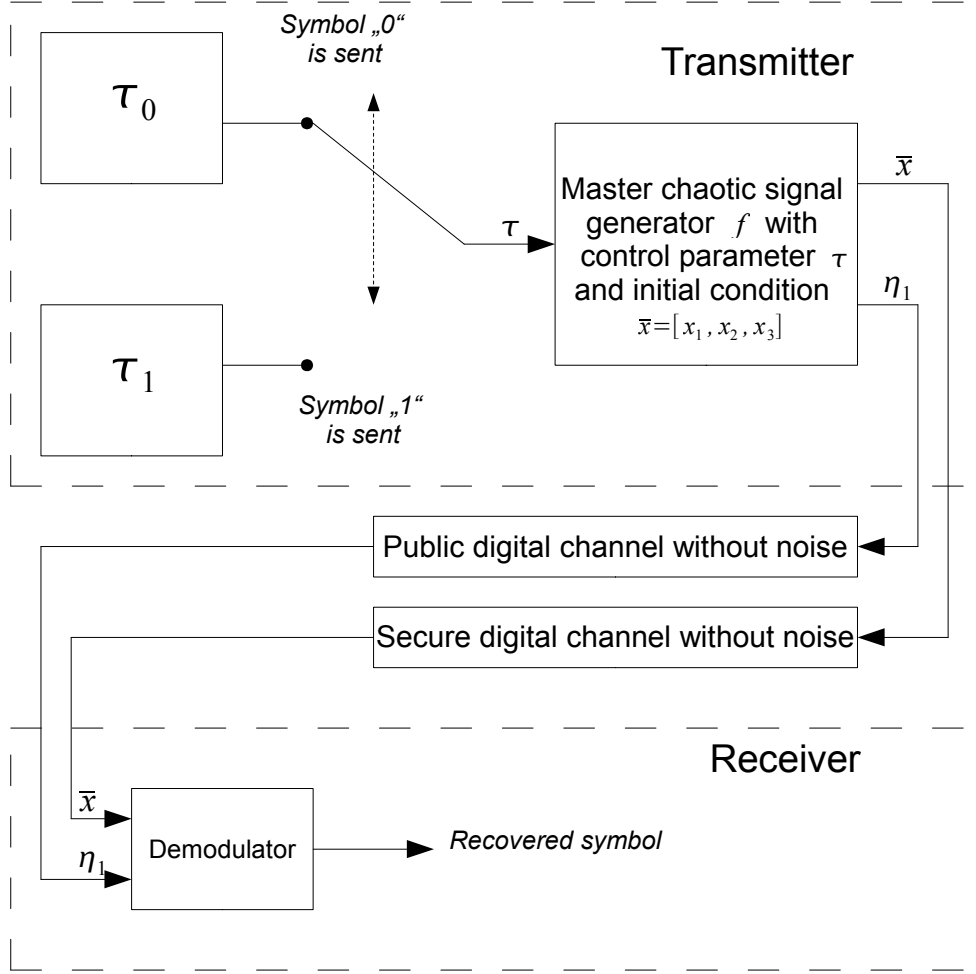 Symbol „0“
is sent
Transmitter
τ0
τ
Master chaotic signal
generator f with
control parameter τ
and initial condition
x̅=[x1, x2, x3]
x̅
η1
τ1
Symbol „1“
is sent
Public digital channel without noise
Secure digital channel without noise
Receiver
x̅
η1
Demodulator
Recovered symbol